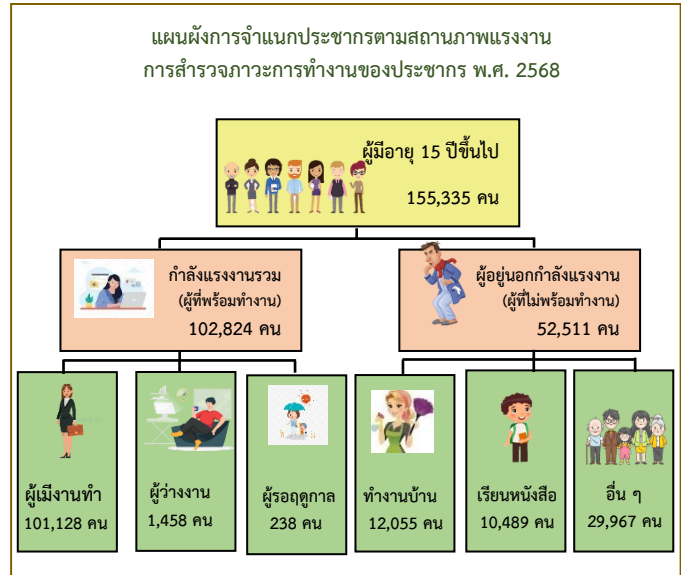 แผนผังการจำแนกประชากรตามสถานภาพแรงงาน
การสำรวจภาวะการทำงานของประชากร พ.ศ. 2568
ผู้มีอายุ 15 ปีขึ้นไป
155,335 คน
กำลังแรงงานรวม
(ผู้ที่พร้อมทำงาน)
102,824 คน
ผู้อยู่นอกกำลังแรงงาน
(ผู้ที่ไม่พร้อมทำงาน)
52,511 คน
ผู้เมีงานทำ
101,128 คน
ผู้ว่างงาน
1,458 คน
ผู้รอฤดูกาล
238 คน
ทำงานบ้าน
12,055 คน
เรียนหนังสือ
10,489 คน
อื่น ๆ
29,967 คน